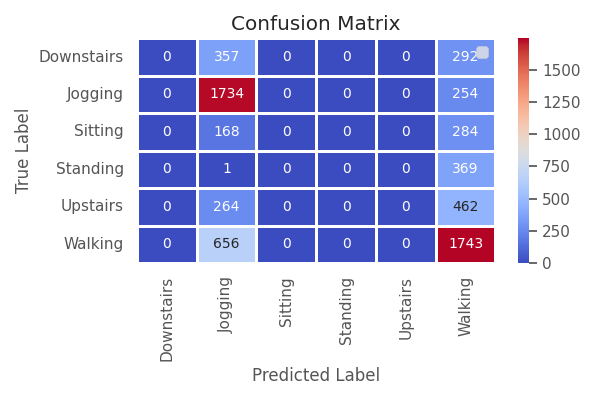 Confusion Matrix
True Label
Downstairs 0 357 0 0 0 292
Jogging 0 1734 0 0 0 254
Sitting 0 168 0 0 0 284
Standing 0 1 0 0 0 369
Upstairs 0 264 0 0 0 462
Walking 0 656 0 0 0 1743
Downstairs Jogging Sitting Standing Upstairs Walking
Predicted Label
1500
1250
1000
750
500
250
0